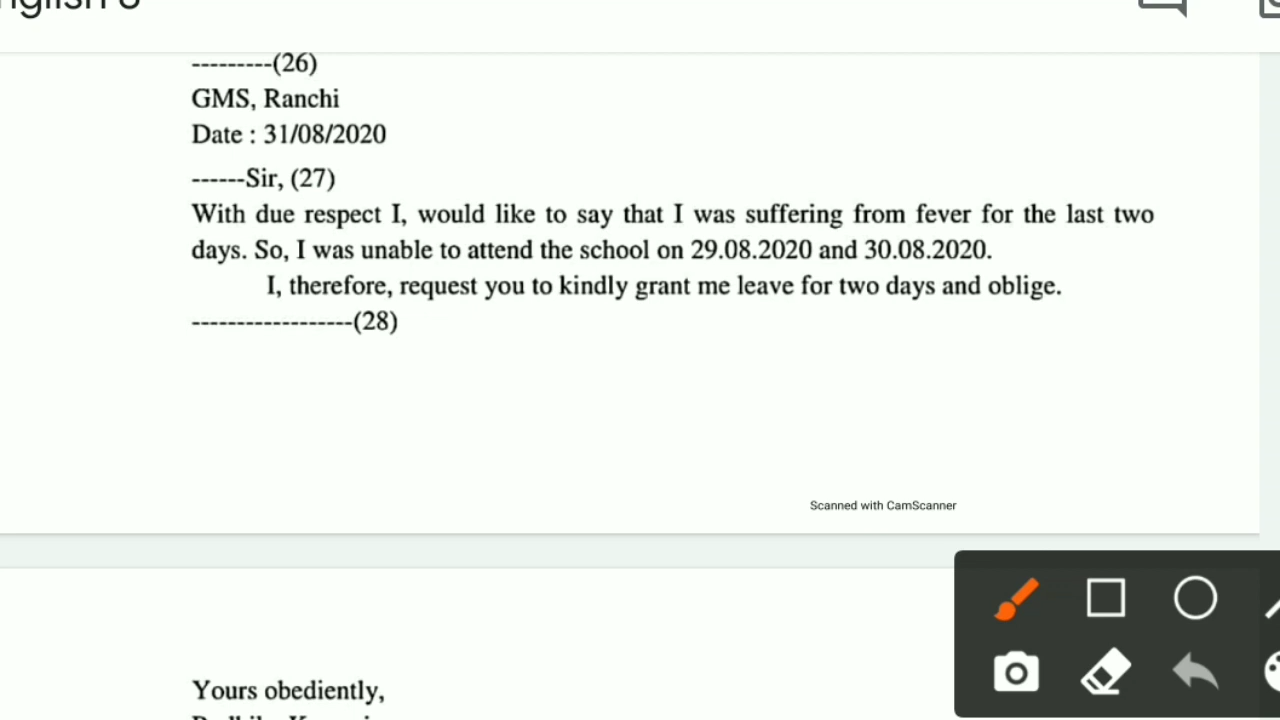 ---------(26)
GMS, Ranchi
Date : 31/08/2020
------Sir, (27)
With due respect I, would like to say that I was suffering from fever for the last two
days. So, I was unable to attend the school on 29.08.2020 and 30.08.2020.
I, therefore, request you to kindly grant me leave for two days and oblige.
------------------(28)
Scanned with CamScanner
Yours obediently,